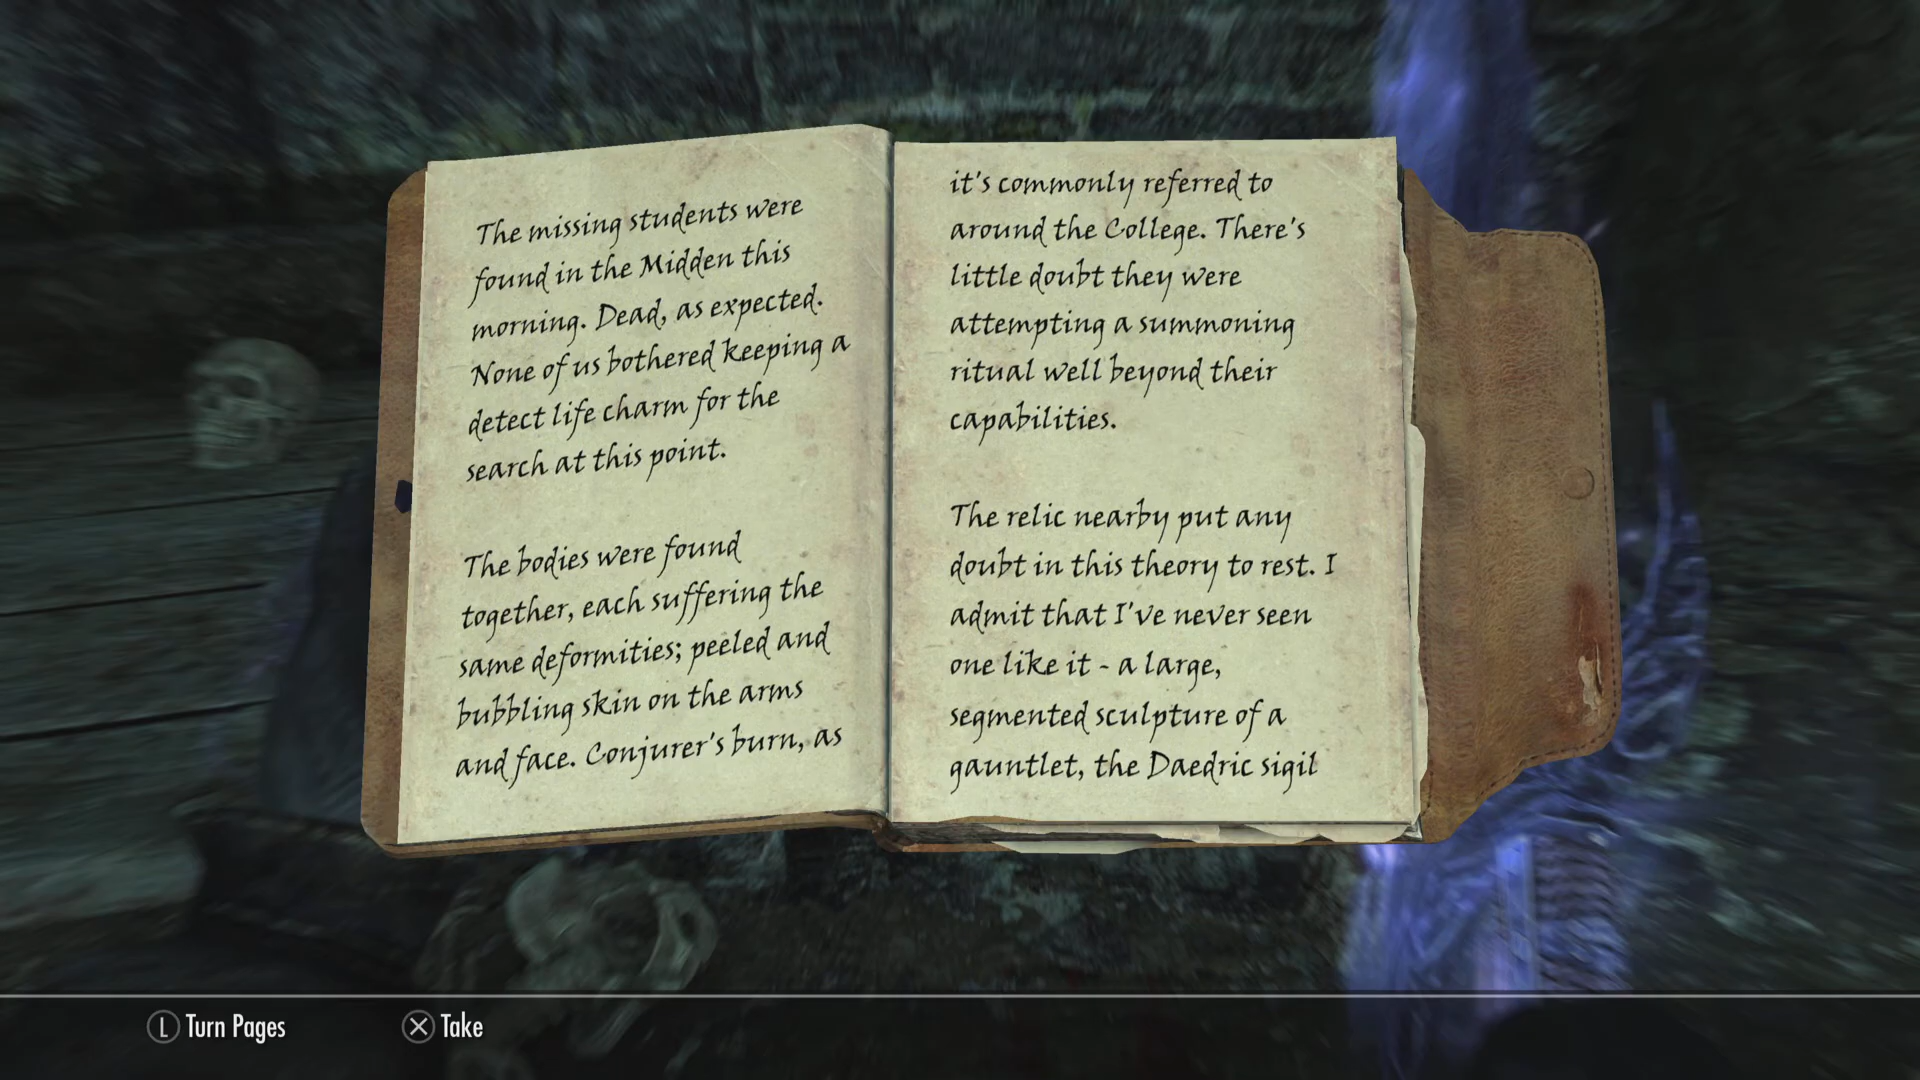 The missing students were
found in the Midden this
morning. Dead, as expected.
None of us bothered keeping a
detect life charm for the
search at this point.
The bodies were found
together, each suffering the
same deformities; peeled and
bubbling skin on the arms
and face. Conjurer's burn, as
it's commonly referred to
around the College. There's
little doubt they were
attempting a summoning
ritual well beyond their
capabilities.
The relic nearby put any
doubt in this theory to rest. I
admit that I've never seen
one like it - a large,
segmented sculpture of a
gauntlet, the Daedric sigil
L Turn Pages
X Take